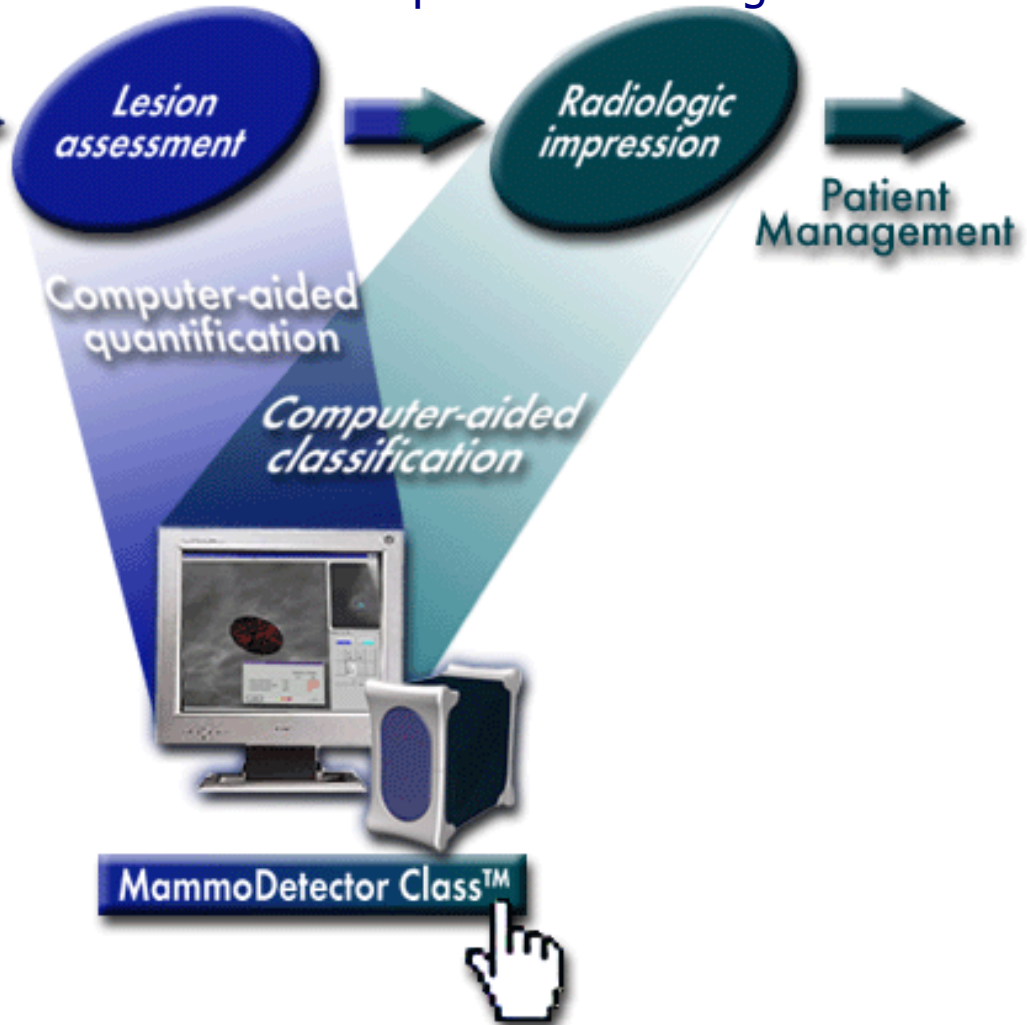 Lesion
assessment
Radiologic
impression
Patient
Management
Computer-aided
quantification
Computer-aided
classification
MammoDetector Class™